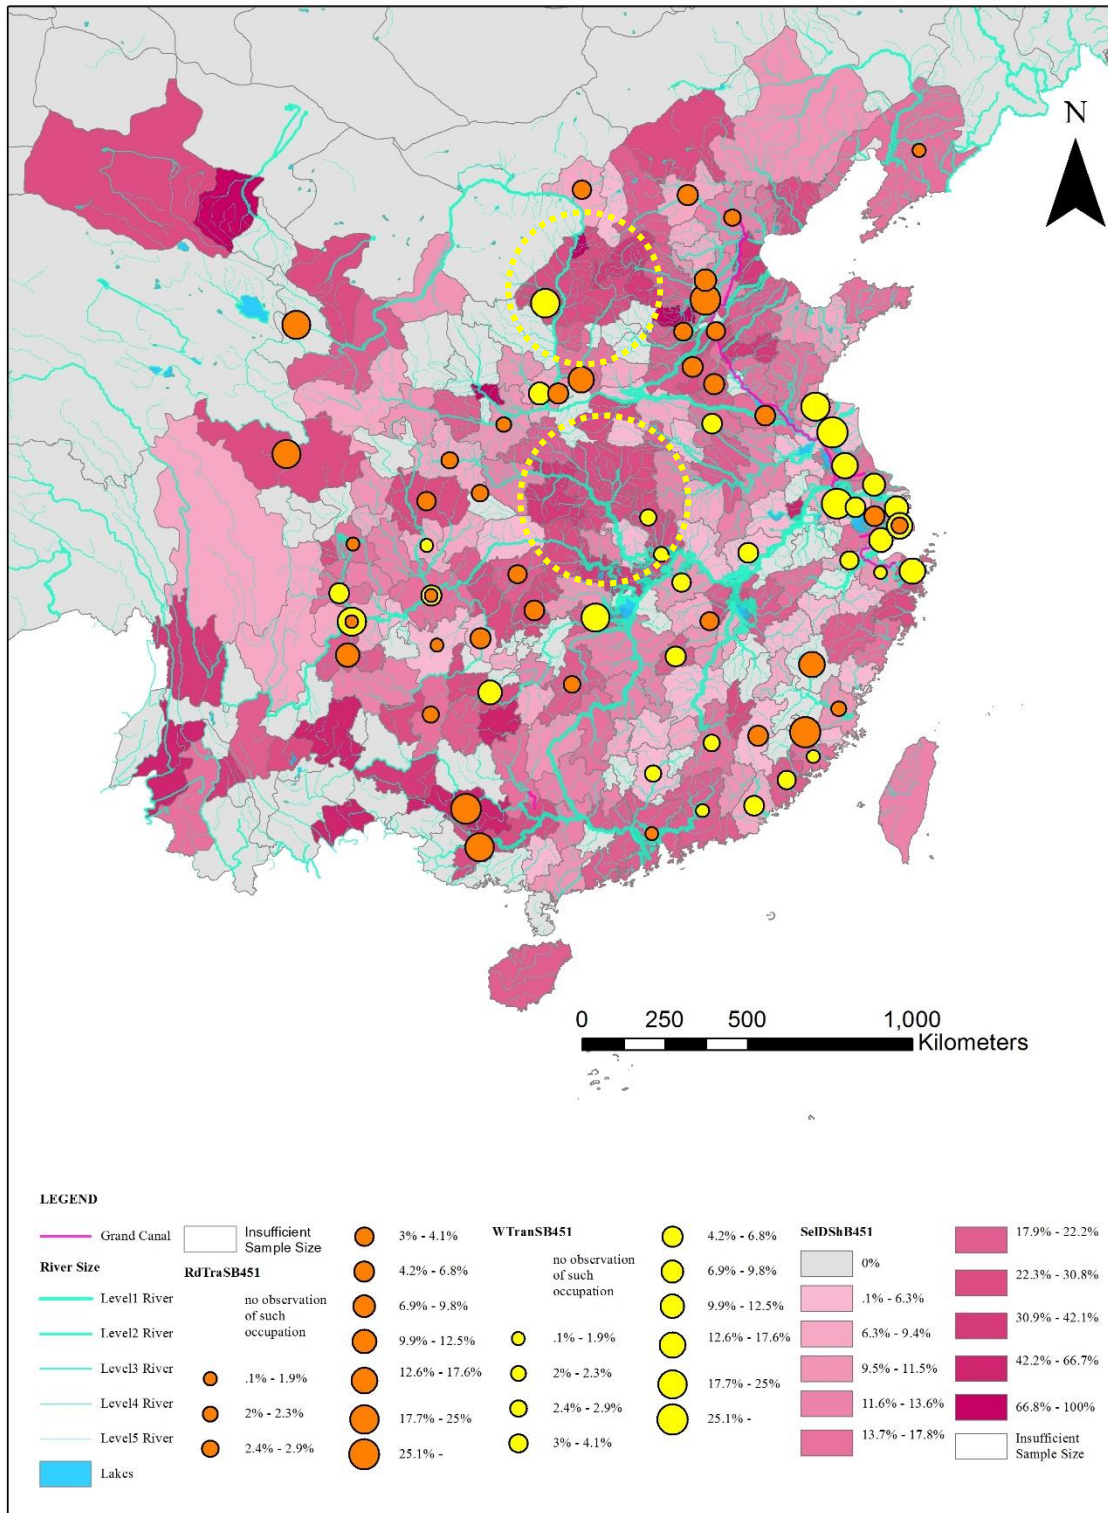 N
0 250 500 1,000
Kilometers
LEGEND
Grand Canal
River Size
Level1 River
Level2 River
Level3 River
Level4 River
Level5 River
Lakes
Insufficient
Sample Size
RdTraSB451
no observation
of such
occupation
.1% - 1.9%
2% - 2.3%
2.4% - 2.9%
3% - 4.1%
4.2% - 6.8%
6.9% - 9.8%
9.9% - 12.5%
12.6% - 17.6%
17.7% - 25%
25.1% -
WTranSB451
no observation
of such
occupation
.1% - 1.9%
2% - 2.3%
2.4% - 2.9%
3% - 4.1%
4.2% - 6.8%
6.9% - 9.8%
9.9% - 12.5%
12.6% - 17.6%
17.7% - 25%
25.1% -
SelDShB451
0%
.1% - 6.3%
6.3% - 9.4%
9.5% - 11.5%
11.6% - 13.6%
13.7% - 17.8%
17.9% - 22.2%
22.3% - 30.8%
30.9% - 42.1%
42.2% - 66.7%
66.8% - 100%
Insufficient
Sample Size